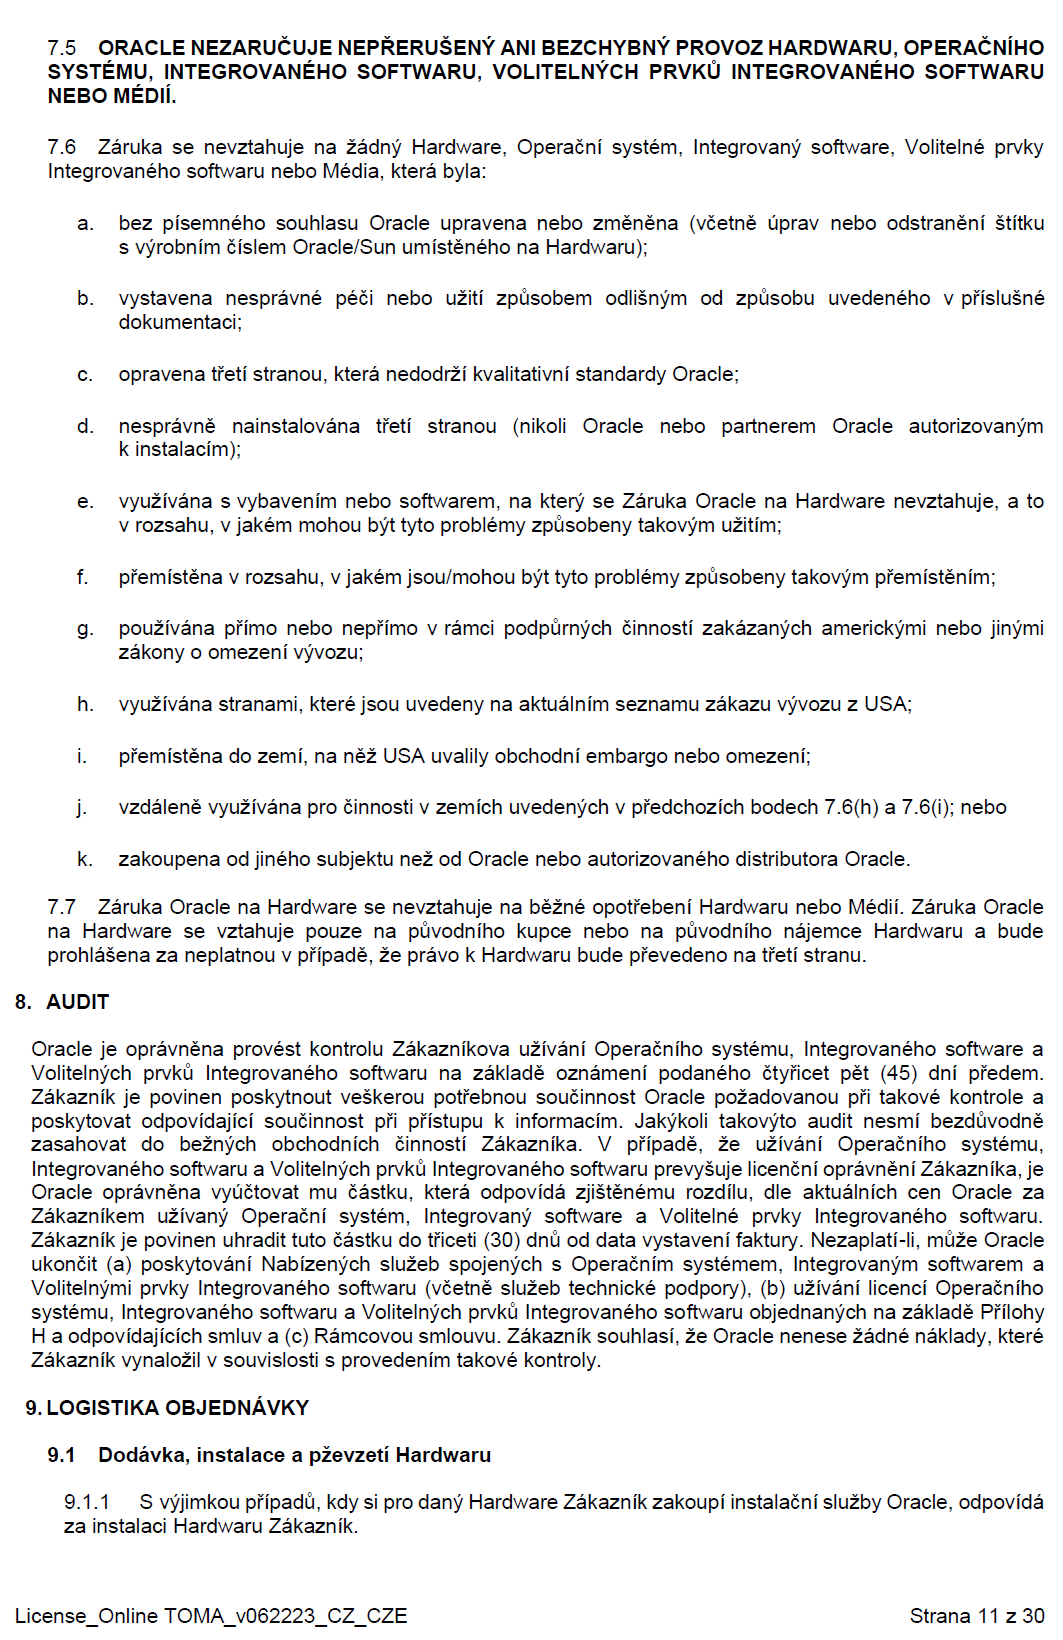 7.5 ORACLE NEZARUČUJE NEPŘERUŠENÝ ANI BEZCHYBNÝ PROVOZ HARDWARU, OPERAČNÍHO
SYSTÉMU, INTEGROVANÉHO SOFTWARU, VOLITELNÝCH PRVKŮ INTEGROVANÉHO SOFTWARU
NEBO MÉDIÍ.
7.6 Záruka se nevztahuje na žádný Hardware, Operační systém, Integrovaný software, Volitelné prvky
Integrovaného softwaru nebo Média, která byla:
a. bez písemného souhlasu Oracle upravena nebo změněna (včetně úprav nebo odstranění štítku
s výrobním číslem Oracle/Sun umístěného na Hardwaru);
b. vystavena nesprávné péči nebo užití způsobem odlišným od způsobu uvedeného v příslušné
dokumentaci;
c. opravena třetí stranou, která nedodrží kvalitativní standardy Oracle;
d. nesprávně nainstalována třetí stranou (nikoli Oracle nebo partnerem Oracle autorizovaným
k instalacím);
e. využívána s vybavením nebo softwarem, na který se Záruka Oracle na Hardware nevztahuje, a to
v rozsahu, v jakém mohou být tyto problémy způsobeny takovým užitím;
f. přemístěna v rozsahu, v jakém jsou/mohou být tyto problémy způsobeny takovým přemístěním;
g. používána přímo nebo nepřímo v rámci podpůrných činností zakázaných americkými nebo jinými
zákony o omezení vývozu;
h. využívána stranami, které jsou uvedeny na aktuálním seznamu zákazu vývozu z USA;
i. přemístěna do zemí, na něž USA uvalily obchodní embargo nebo omezení;
j. vzdáleně využívána pro činnosti v zemích uvedených v předchozích bodech 7.6(h) a 7.6(i); nebo
k. zakoupena od jiného subjektu než od Oracle nebo autorizovaného distributora Oracle.
7.7 Záruka Oracle na Hardware se nevztahuje na běžné opotřebení Hardwaru nebo Médií. Záruka Oracle
na Hardware se vztahuje pouze na původního kupce nebo na původního nájemce Hardwaru a bude
prohlášena za neplatnou v případě, že právo k Hardwaru bude převedeno na třetí stranu.
8. AUDIT
Oracle je oprávněna provést kontrolu Zákazníkova užívání Operačního systému, Integrovaného software a
Volitelných prvků Integrovaného softwaru na základě oznámení podaného čtyřicet pět (45) dní předem.
Zákazník je povinen poskytnout veškerou potřebnou součinnost Oracle požadovanou při takové kontrole a
poskytovat odpovídající součinnost při přístupu k informacím. Jakýkoli takovýto audit nesmí bezdůvodně
zasahovat do bežných obchodních činností Zákazníka. V případě, že užívání Operačního systému,
Integrovaného softwaru a Volitelných prvků Integrovaného softwaru prevyšuje licenční oprávnění Zákazníka, je
Oracle oprávněna vyúčtovat mu částku, která odpovídá zjištěnému rozdílu, dle aktuálních cen Oracle za
Zákazníkem užívaný Operační systém, Integrovaný software a Volitelné prvky Integrovaného softwaru.
Zákazník je povinen uhradit tuto částku do třiceti (30) dnů od data vystavení faktury. Nezaplatí-li, může Oracle
ukončit (a) poskytování Nabízených služeb spojených s Operačním systémem, Integrovaným softwarem a
Volitelnými prvky Integrovaného softwaru (včetně služeb technické podpory), (b) užívání licencí Operačního
systému, Integrovaného softwaru a Volitelných prvků Integrovaného softwaru objednaných na základě Přílohy
H a odpovídajících smluv a (c) Rámcovou smlouvu. Zákazník souhlasí, že Oracle nenese žádné náklady, které
Zákazník vynaložil v souvislosti s provedením takové kontroly.
9. LOGISTIKA OBJEDNÁVKY
9.1 Dodávka, instalace a pževzetí Hardwaru
9.1.1 S výjimkou případů, kdy si pro daný Hardware Zákazník zakoupí instalační služby Oracle, odpovídá
za instalaci Hardwaru Zákazník.
License_Online TOMA_v062223_CZ_CZE Strana 11 z 30